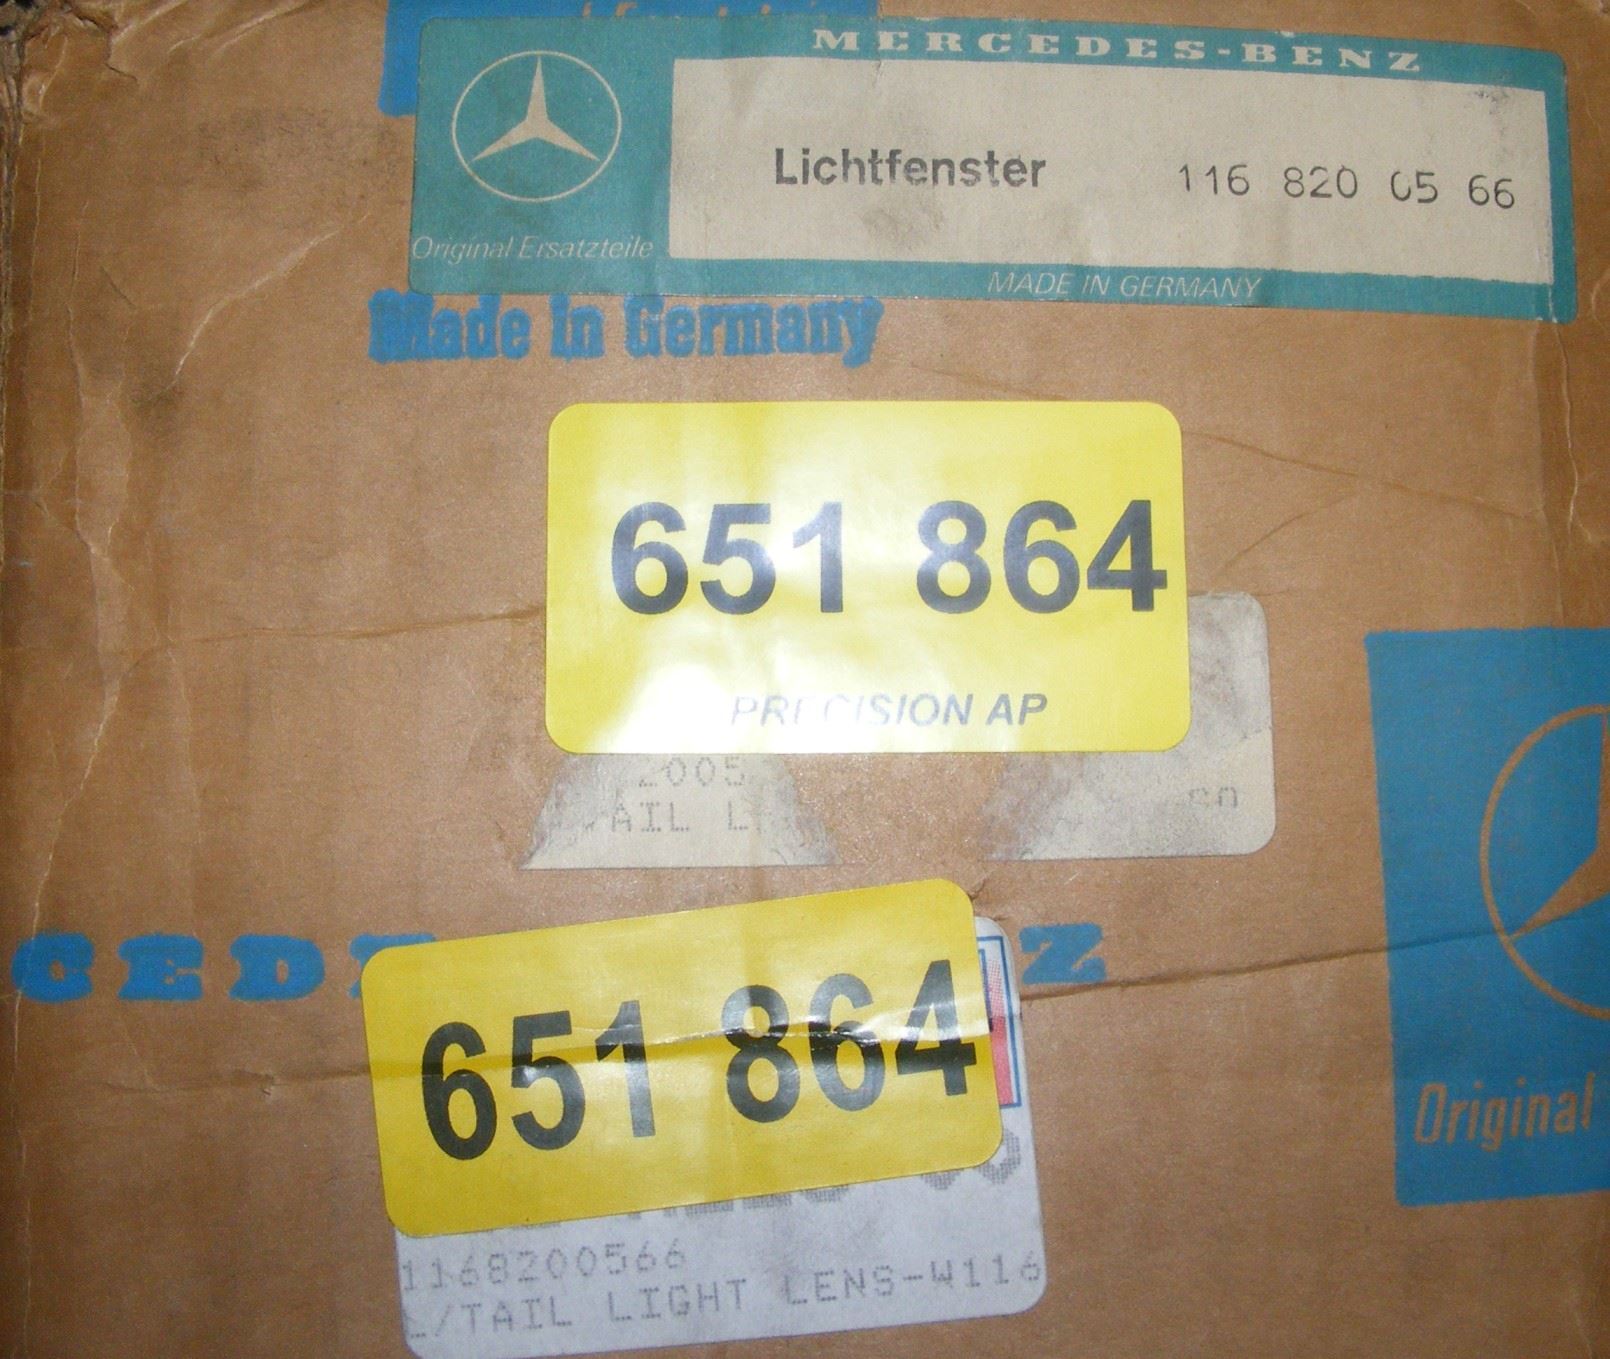 MERCEDES-BENZ
Lichtfenster 116 820 05 66
Original Ersatzteile
MADE IN GERMANY
Made in Germany
651 864
PRECISION AP
2005
AIL L
CED
Z
651 864
Original
1168200566
L/TAIL LIGHT LENS-W116